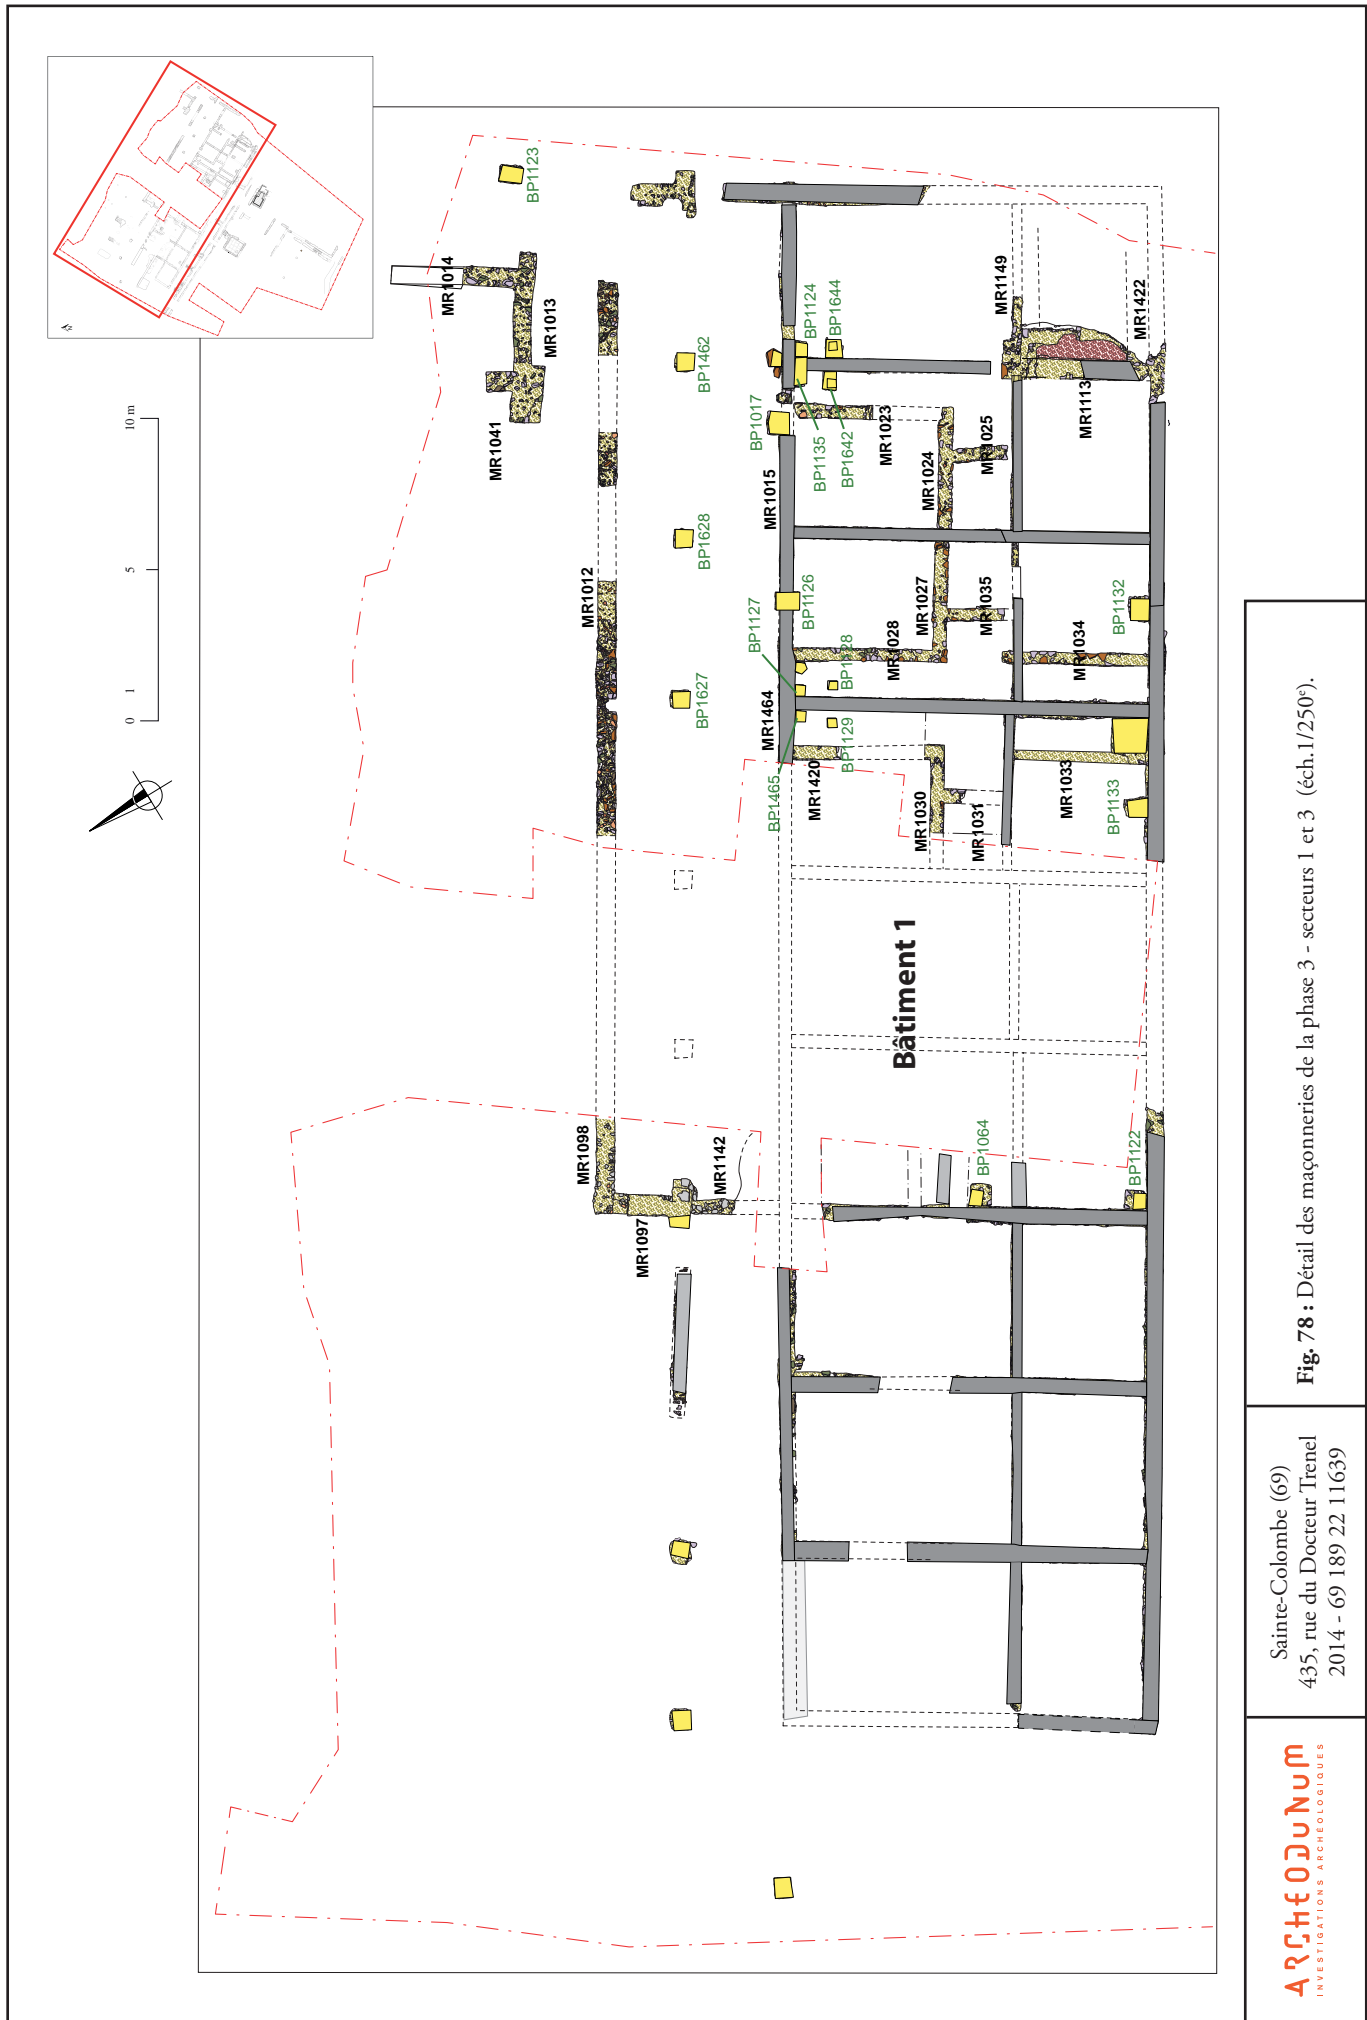 BP1123
MR1014
MR1013
MR1041
BP1462
BP1017
BP1124
BP1644
BP1135
BP1642
MR1023
MR1149
MR1422
MR1113
MR1025
MR1024
MR1015
10 m
5
1
0
BP1628
MR1012
BP1627
BP1127
BP1126
MR1464
MR1028
MR1027
MR1035
BP1132
MR1034
BP1129
BP1465
MR1420
MR1030
MR1031
MR1033
BP1133
Bâtiment 1
MR1098
MR1142
MR1097
BP1064
BP1122
Fig. 78 : Détail des maçonneries de la phase 3 - secteurs 1 et 3 (éch.1/250e).
Sainte-Colombe (69)
435, rue du Docteur Trenel
2014 - 69 189 22 11639
ARCHEODUNUM
INVESTIGATIONS ARCHÉOLOGIQUES